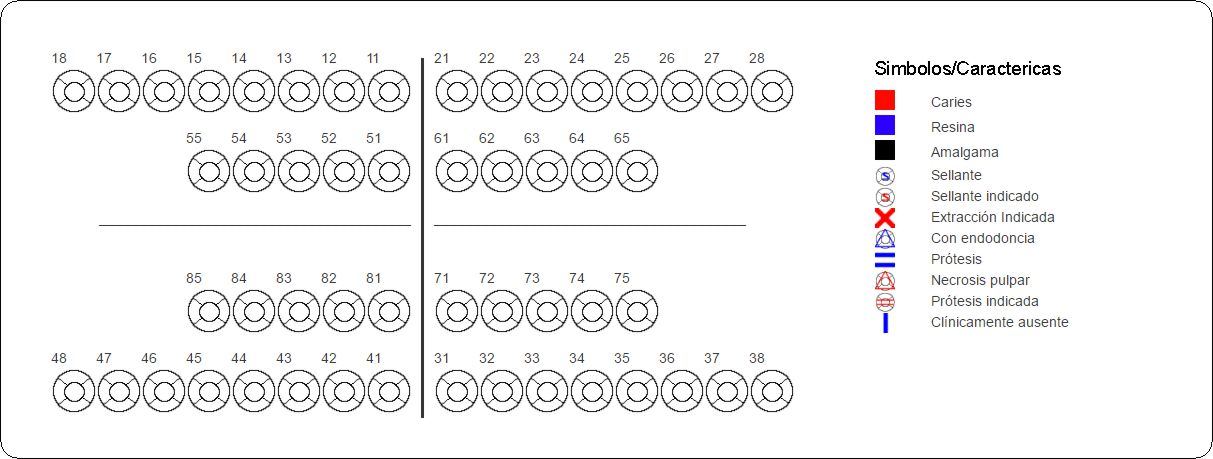 18 17 16 15 14 13 12 11 21 22 23 24 25 26 27 28
55 54 53 52 51 61 62 63 64 65
85 84 83 82 81 71 72 73 74 75
48 47 46 45 44 43 42 41 31 32 33 34 35 36 37 38
Simbolos/Caractericas
Caries
Resina
Amalgama
S Sellante
S Sellante indicado
Extracción Indicada
Con endodoncia
Prótesis
Necrosis pulpar
Prótesis indicada
Clínicamente ausente